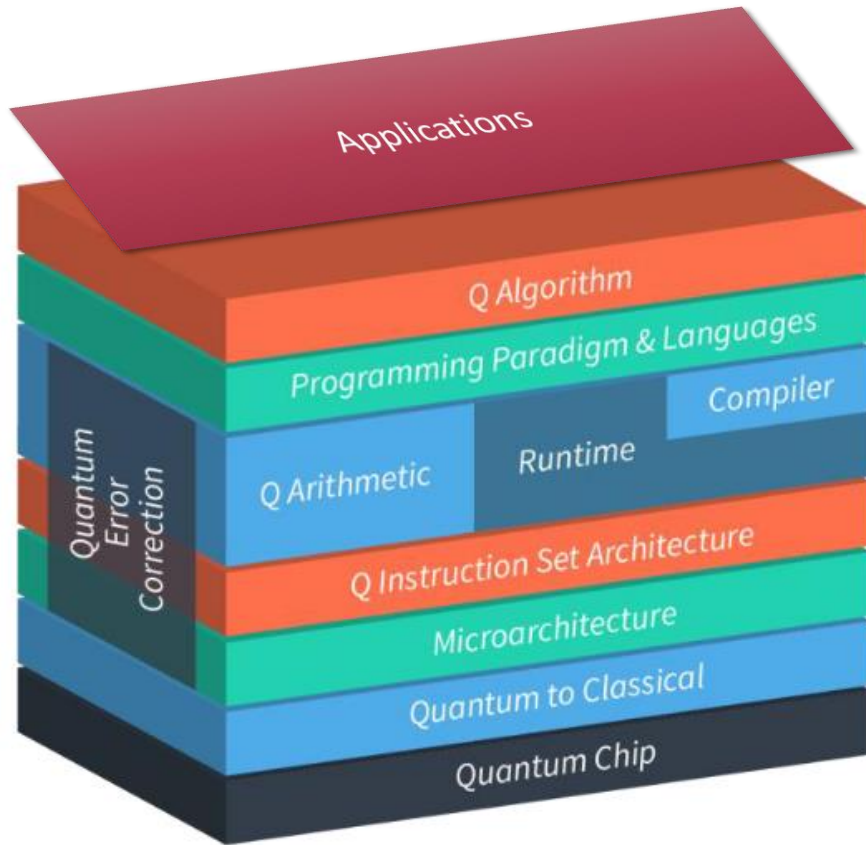 Applications
Q Algorithm
Programming Paradigm & Languages
Q Arithmetic
Runtime
Compiler
Quantum
Error
Correction
Q Instruction Set Architecture
Microarchitecture
Quantum to Classical
Quantum Chip